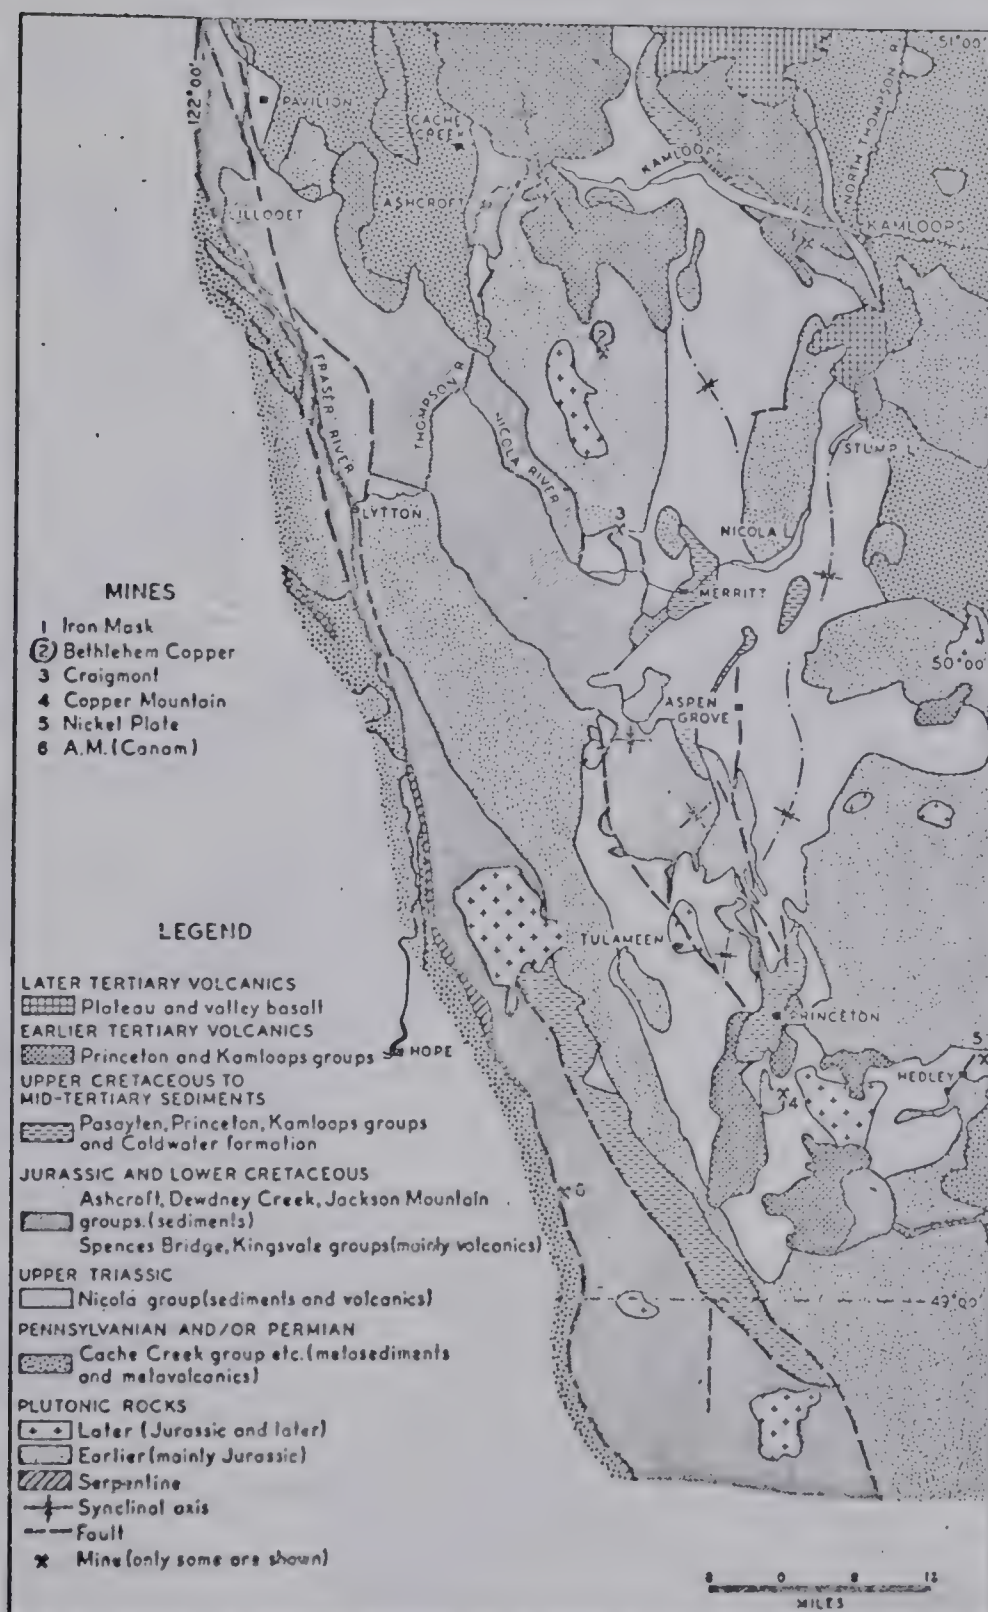 51°00'
122°00'
PAVILION
CACHE
CREEK
KAMLOOPS
NORTH THOMPSON R.
LILLOOET
ASHCROFT
KAMLOOPS
2
FRASER RIVER
THOMPSON R.
NICOLA RIVER
STUMP L.
LYTTON
3
NICOLA L.
MERRITT
MINES
1 Iron Mask
2 Bethlehem Copper
3 Craigmont
4 Copper Mountain
5 Nickel Plate
6 A.M. (Canam)
50°00'
ASPEN
GROVE
TULAMEEN
PRINCETON
HOPE
5
HEDLEY
4
6
49°00'
LEGEND
LATER TERTIARY VOLCANICS
Plateau and valley basalt
EARLIER TERTIARY VOLCANICS
Princeton and Kamloops groups
UPPER CRETACEOUS TO
MID-TERTIARY SEDIMENTS
Pasayten, Princeton, Kamloops groups
and Coldwater formation
JURASSIC AND LOWER CRETACEOUS
Ashcroft, Dewdney Creek, Jackson Mountain
groups.(sediments)
Spences Bridge, Kingsvale groups(mainly volcanics)
UPPER TRIASSIC
Nicola group(sediments and volcanics)
PENNSYLVANIAN AND/OR PERMIAN
Cache Creek group etc.(metasediments
and metavolcanics)
PLUTONIC ROCKS
Later (Jurassic and later)
Earlier (mainly Jurassic)
Serpentine
Synclinal axis
Fault
Mine (only some are shown)
8 0 8 12
MILES